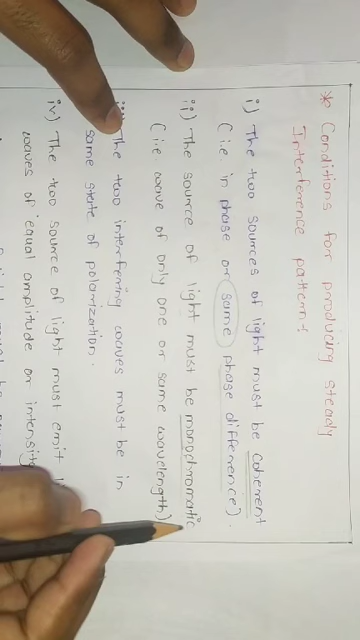 * Conditions for producing steady
Interference pattern:-
i) The two sources of light must be coherent
(i.e in phase or same phase difference).
ii) The source of light must be monochromatic
(i.e wave of only one or same wavelength)
The two interfering waves must be in
same state of polarization.
iv) The two source of light must emit
waves of equal amplitude or intensity